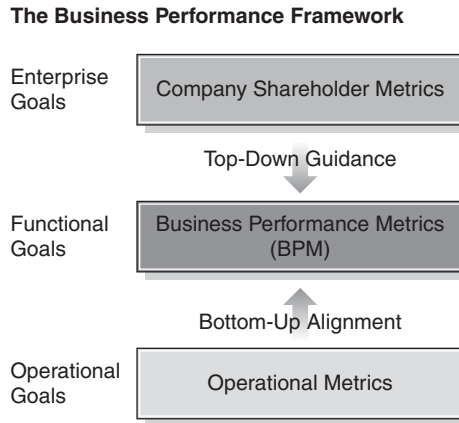 The Business Performance Framework
Enterprise
Goals
Company Shareholder Metrics
Top-Down Guidance
Functional
Goals
Business Performance Metrics
(BPM)
Bottom-Up Alignment
Operational
Goals
Operational Metrics